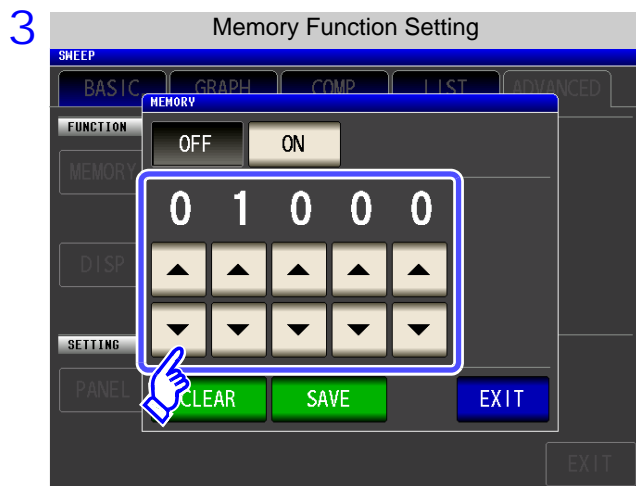 3
Memory Function Setting
SWEEP
BASIC GRAPH COMP LIST ADVANCED
MEMORY
FUNCTION
OFF ON
MEMORY
0 1 0 0 0
DISP
SETTING
PANEL
CLEAR SAVE EXIT
EXIT